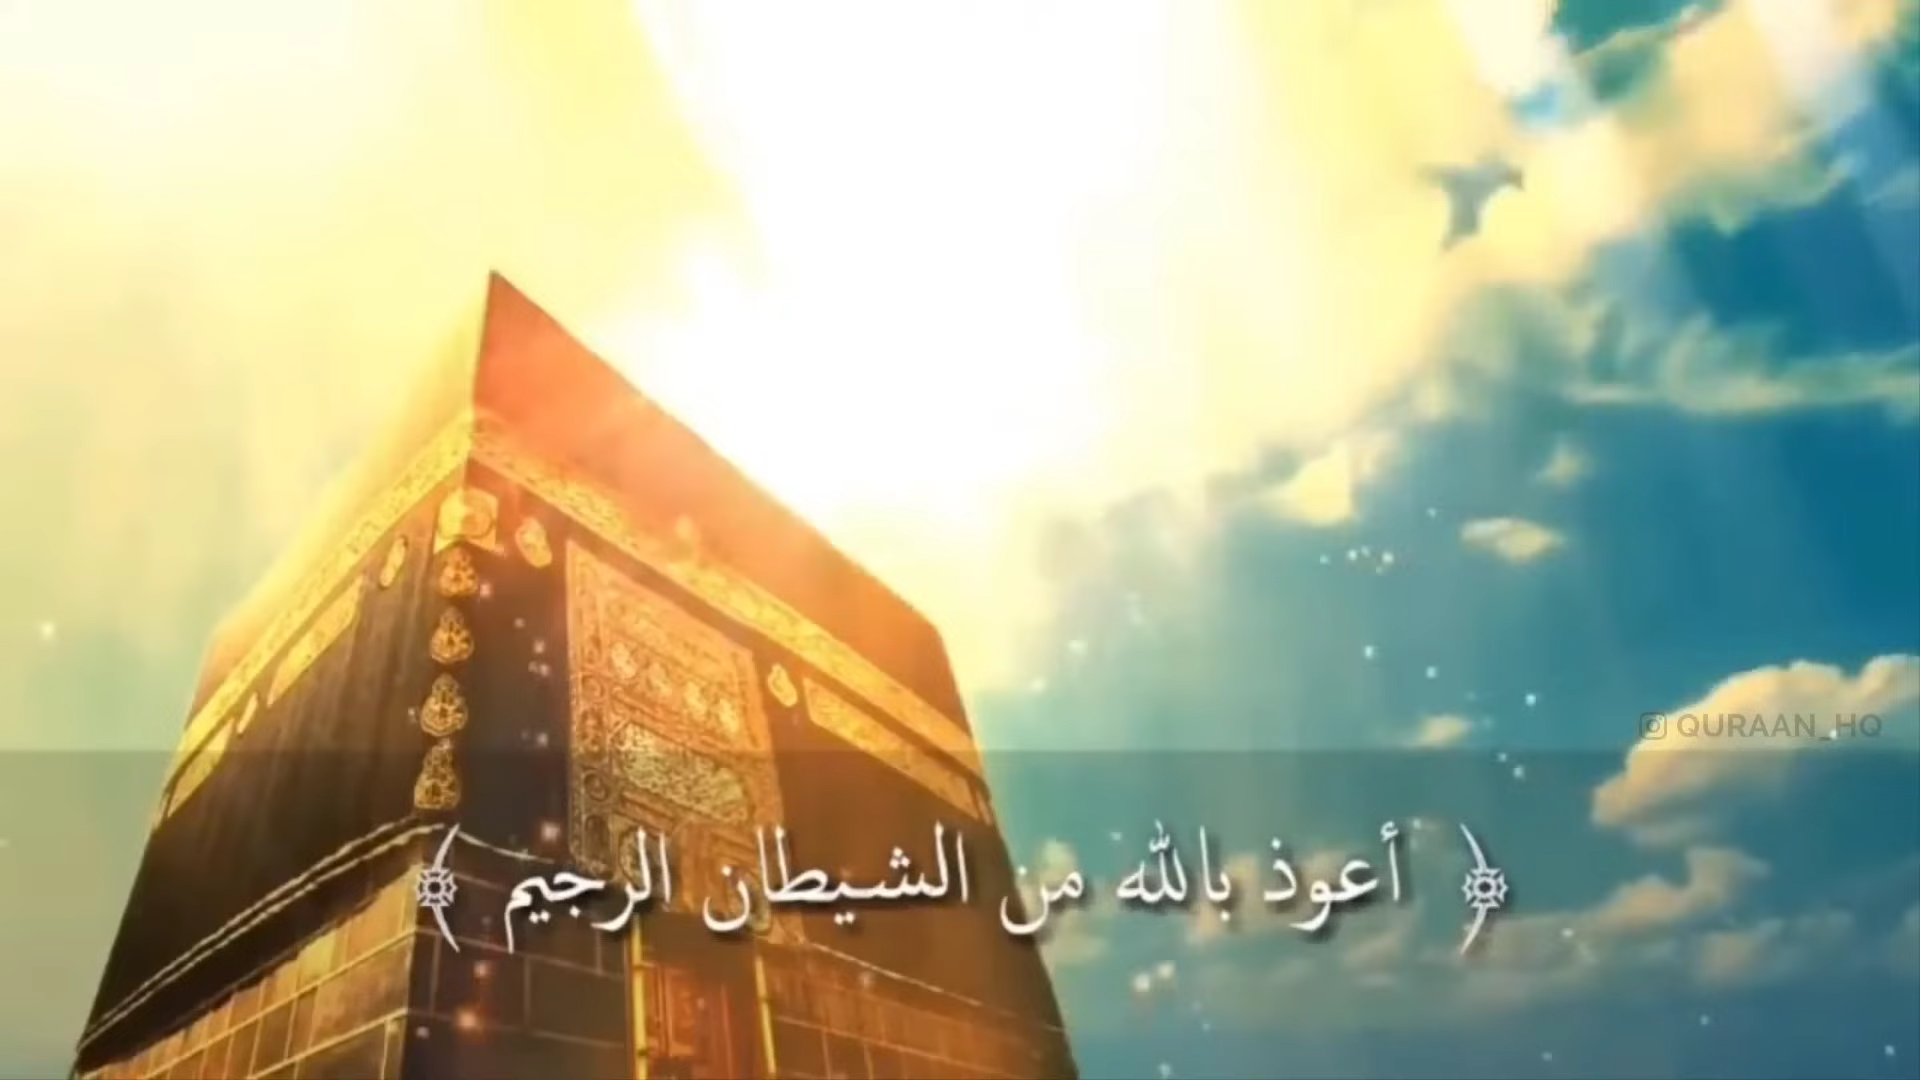 QURAAN_HQ
﴿ أعوذ بالله من الشيطان الرجيم ﴾